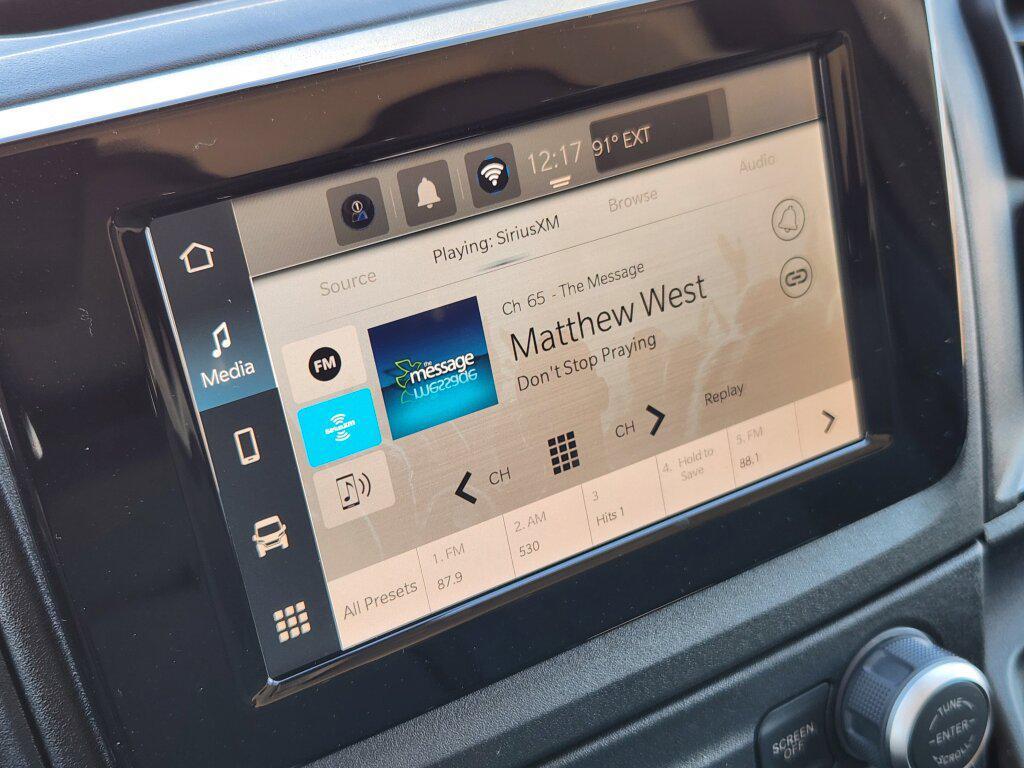 12:17
91° EXT
Source
Playing: SiriusXM
Browse
Audio
Media
FM
SiriusXM
the
message
Ch 65 - The Message
Matthew West
Don't Stop Praying
CH
CH
Replay
All Presets
1. FM
87.9
2. AM
530
3
Hits 1
4. Hold to
Save
5. FM
88.1
SCREEN
OFF
TUNE
ENTER
SCROLL